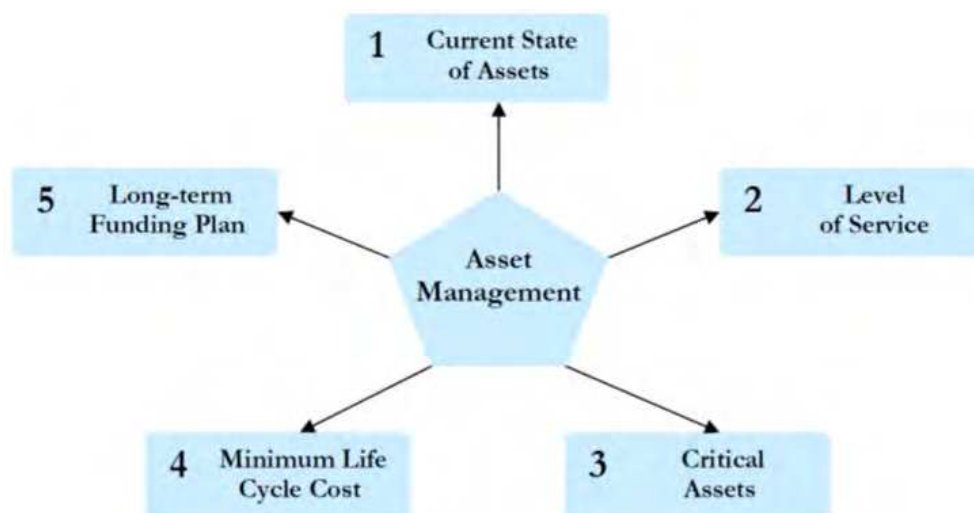 1 Current State
of Assets
5 Long-term
Funding Plan
2 Level
of Service
Asset
Management
4 Minimum Life
Cycle Cost
3 Critical
Assets